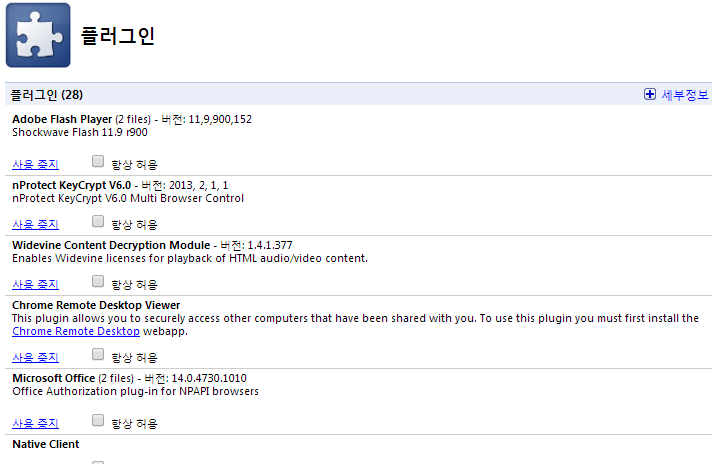 플러그인
플러그인 (28) 세부정보
Adobe Flash Player (2 files) - 버전: 11,9,900,152
Shockwave Flash 11.9 r900
사용 중지 항상 허용
nProtect KeyCrypt V6.0 - 버전: 2013, 2, 1, 1
nProtect KeyCrypt V6.0 Multi Browser Control
사용 중지 항상 허용
Widevine Content Decryption Module - 버전: 1.4.1.377
Enables Widevine licenses for playback of HTML audio/video content.
사용 중지 항상 허용
Chrome Remote Desktop Viewer
This plugin allows you to securely access other computers that have been shared with you. To use this plugin you must first install the
Chrome Remote Desktop webapp.
사용 중지 항상 허용
Microsoft Office (2 files) - 버전: 14.0.4730.1010
Office Authorization plug-in for NPAPI browsers
사용 중지 항상 허용
Native Client